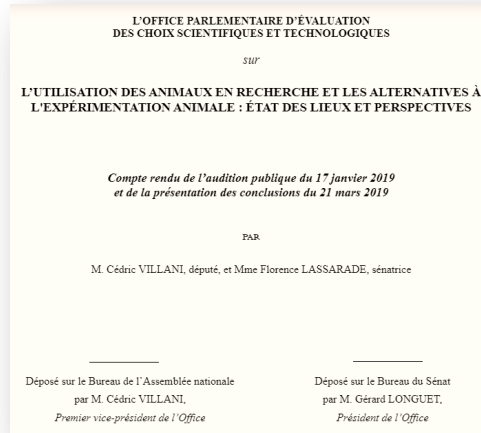 L'OFFICE PARLEMENTAIRE D'ÉVALUATION
DES CHOIX SCIENTIFIQUES ET TECHNOLOGIQUES
sur
L'UTILISATION DES ANIMAUX EN RECHERCHE ET LES ALTERNATIVES À
L'EXPÉRIMENTATION ANIMALE : ÉTAT DES LIEUX ET PERSPECTIVES
Compte rendu de l'audition publique du 17 janvier 2019
et de la présentation des conclusions du 21 mars 2019
PAR
M. Cédric VILLANI, député, et Mme Florence LASSARADE, sénatrice
Déposé sur le Bureau de l'Assemblée nationale
par M. Cédric VILLANI,
Premier vice-président de l'Office
Déposé sur le Bureau du Sénat
par M. Gérard LONGUET,
Président de l'Office